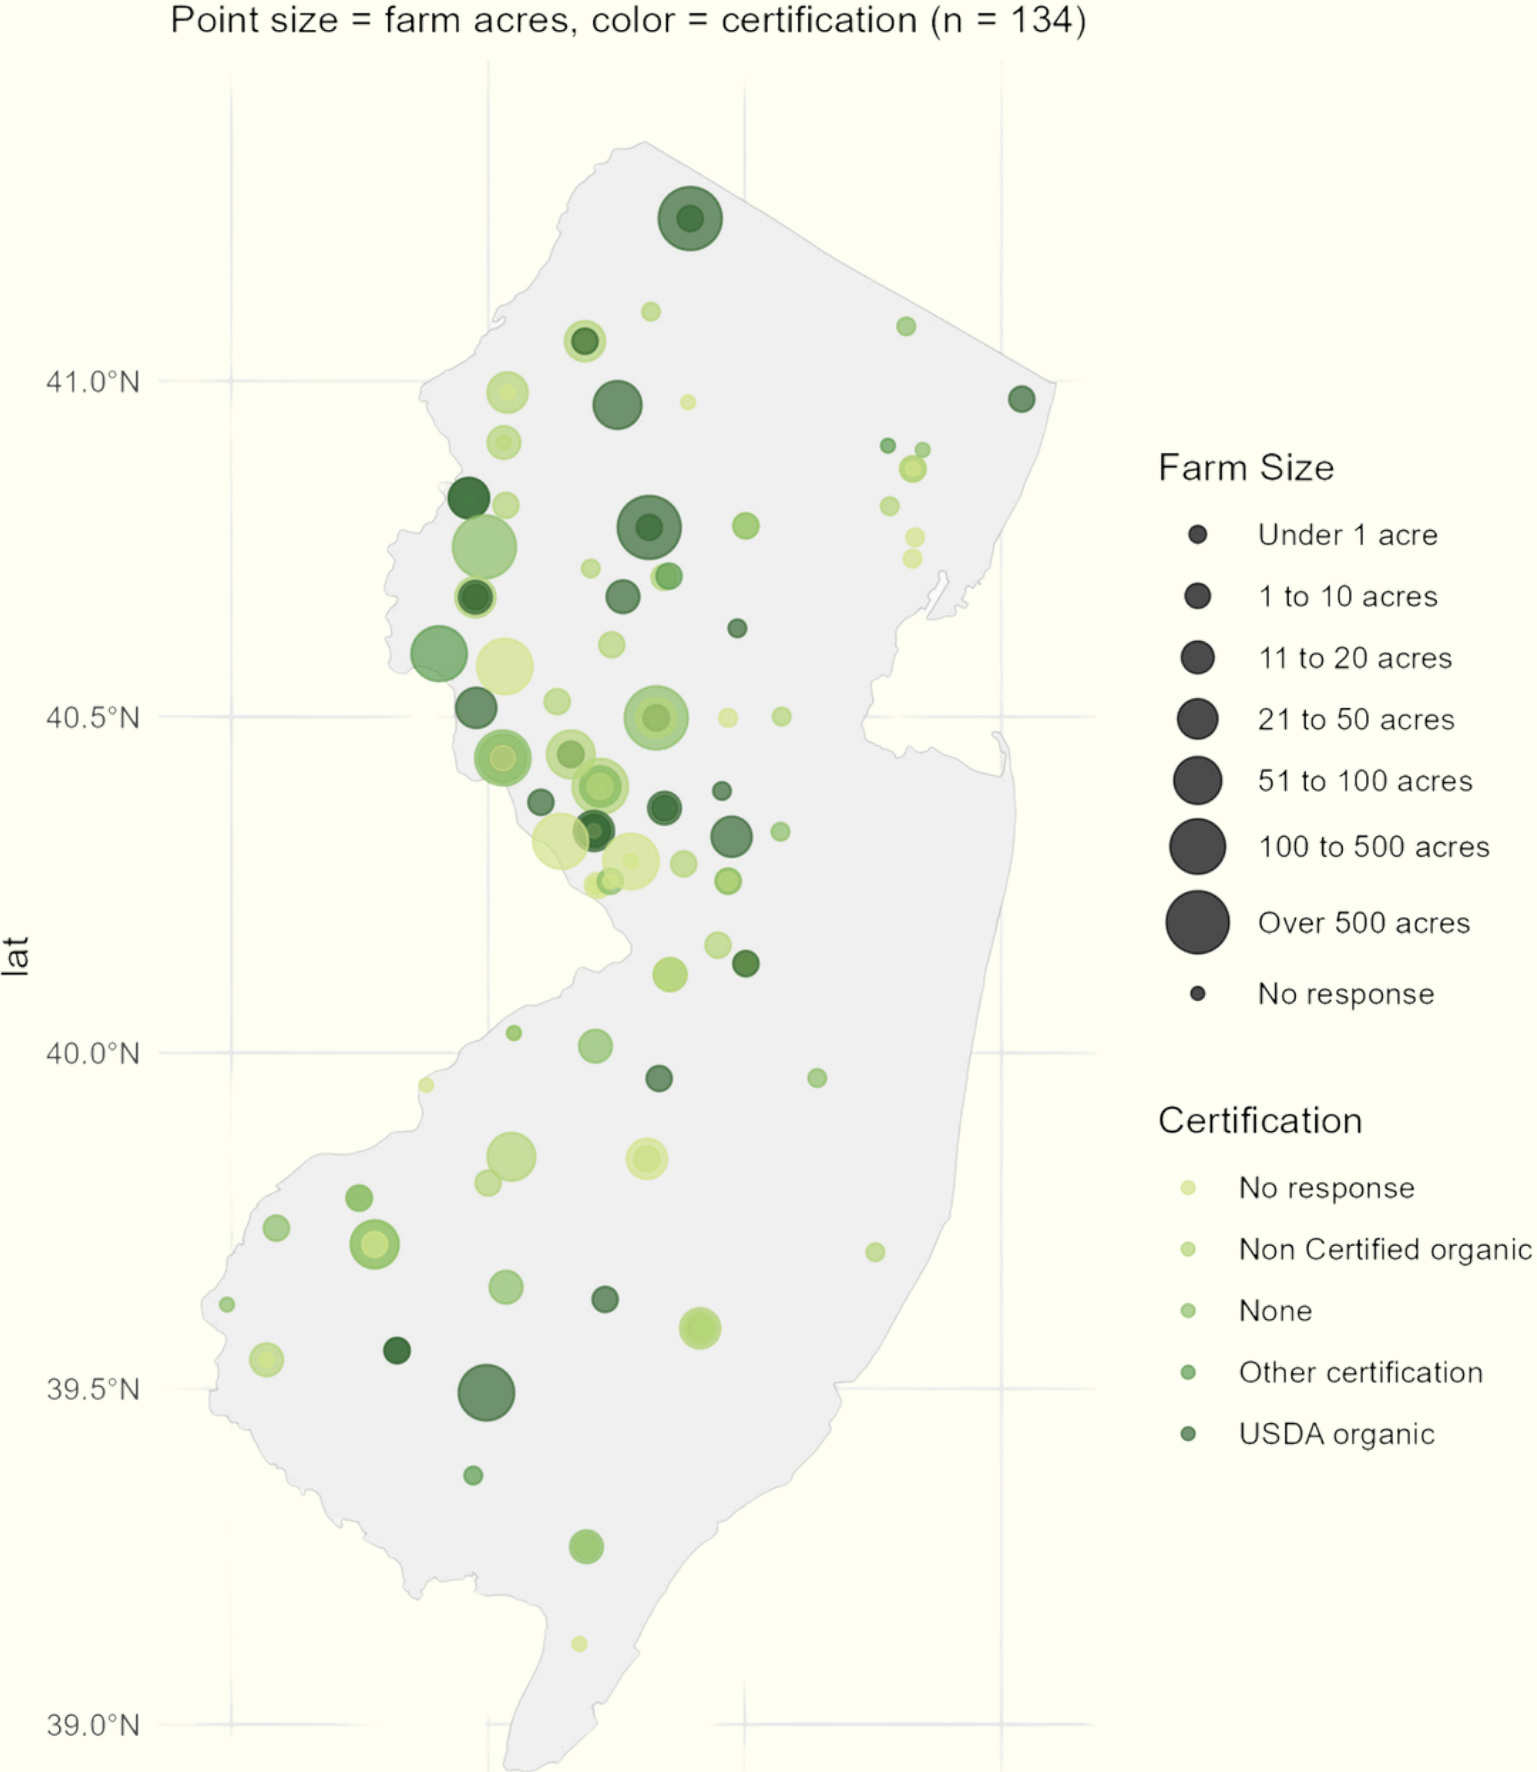 Point size = farm acres, color = certification (n = 134)
41.0°N
40.5°N
40.0°N
39.5°N
39.0°N
lat
Farm Size
Under 1 acre
1 to 10 acres
11 to 20 acres
21 to 50 acres
51 to 100 acres
100 to 500 acres
Over 500 acres
No response
Certification
No response
Non Certified organic
None
Other certification
USDA organic